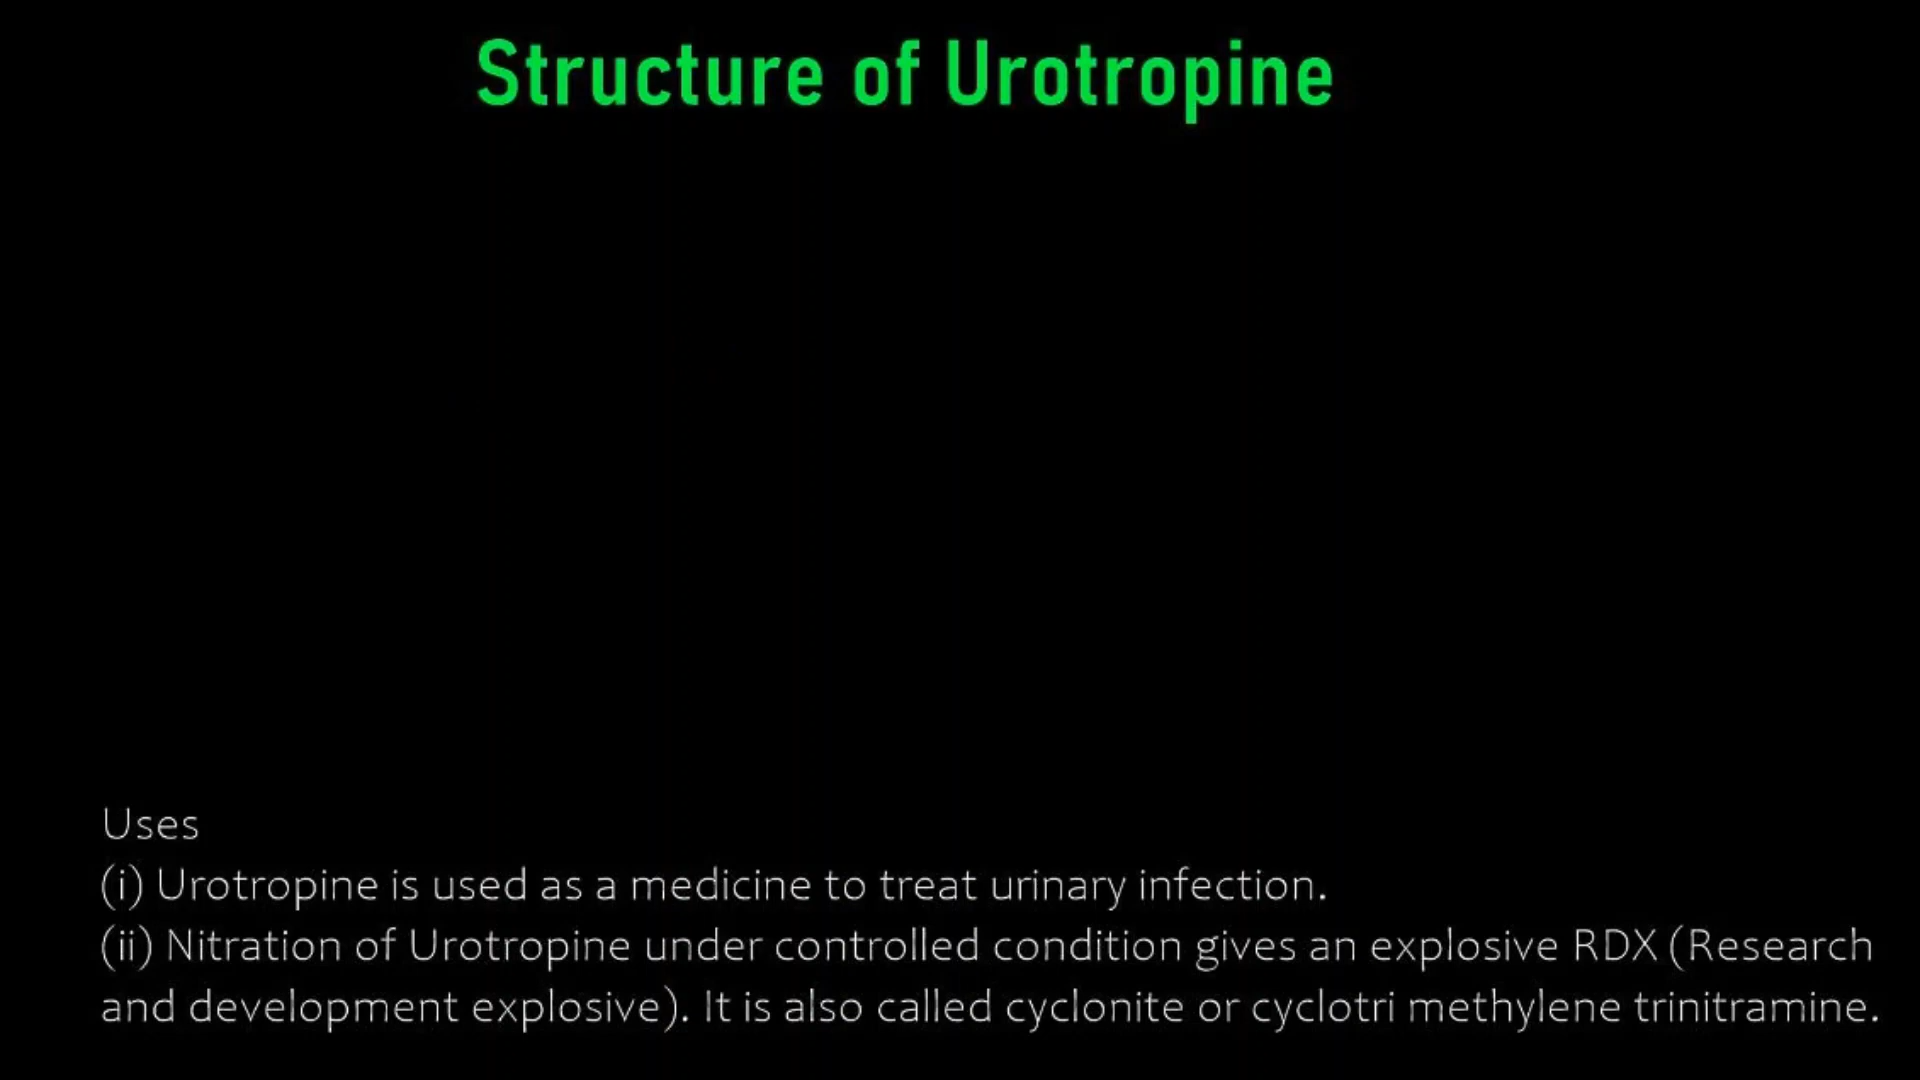 Structure of Urotropine
Uses
(i) Urotropine is used as a medicine to treat urinary infection.
(ii) Nitration of Urotropine under controlled condition gives an explosive RDX (Research
and development explosive). It is also called cyclonite or cyclotri methylene trinitramine.